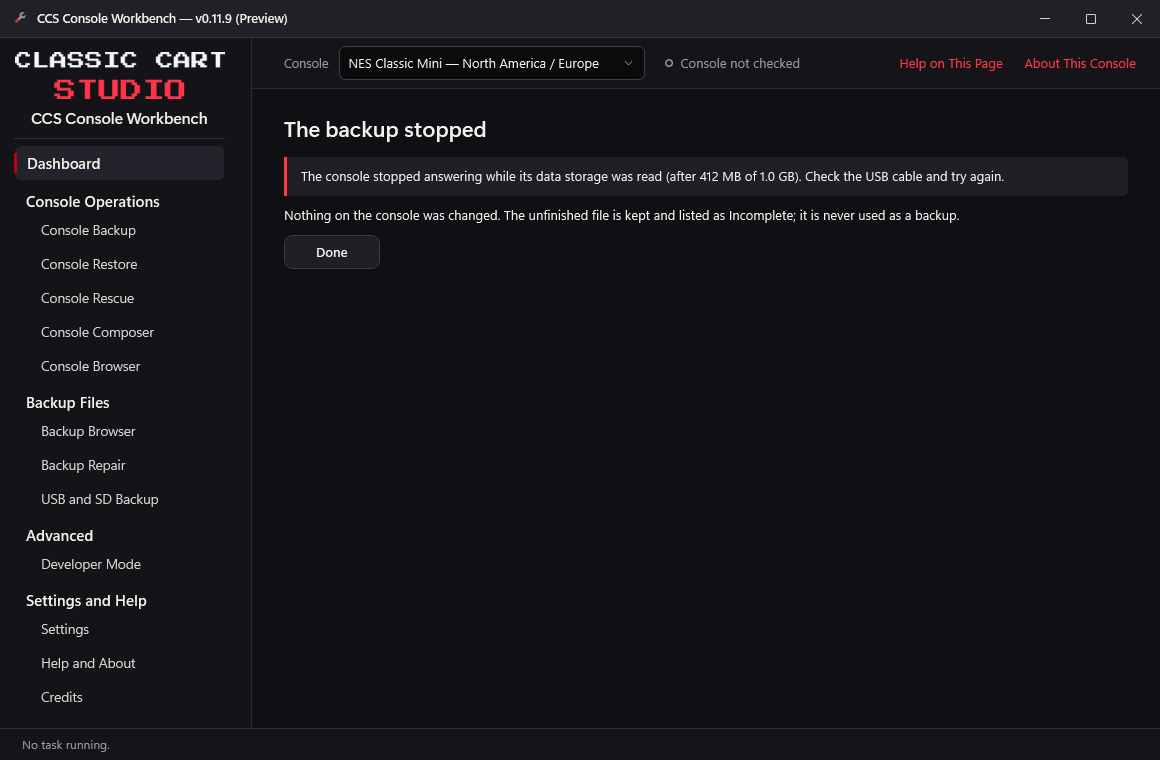 CCS Console Workbench — v0.11.9 (Preview)
CLASSIC CART
STUDIO
CCS Console Workbench
Dashboard
Console Operations
Console Backup
Console Restore
Console Rescue
Console Composer
Console Browser
Backup Files
Backup Browser
Backup Repair
USB and SD Backup
Advanced
Developer Mode
Settings and Help
Settings
Help and About
Credits
Console
NES Classic Mini — North America / Europe
Console not checked
Help on This Page
About This Console
The backup stopped
The console stopped answering while its data storage was read (after 412 MB of 1.0 GB). Check the USB cable and try again.
Nothing on the console was changed. The unfinished file is kept and listed as Incomplete; it is never used as a backup.
Done
No task running.